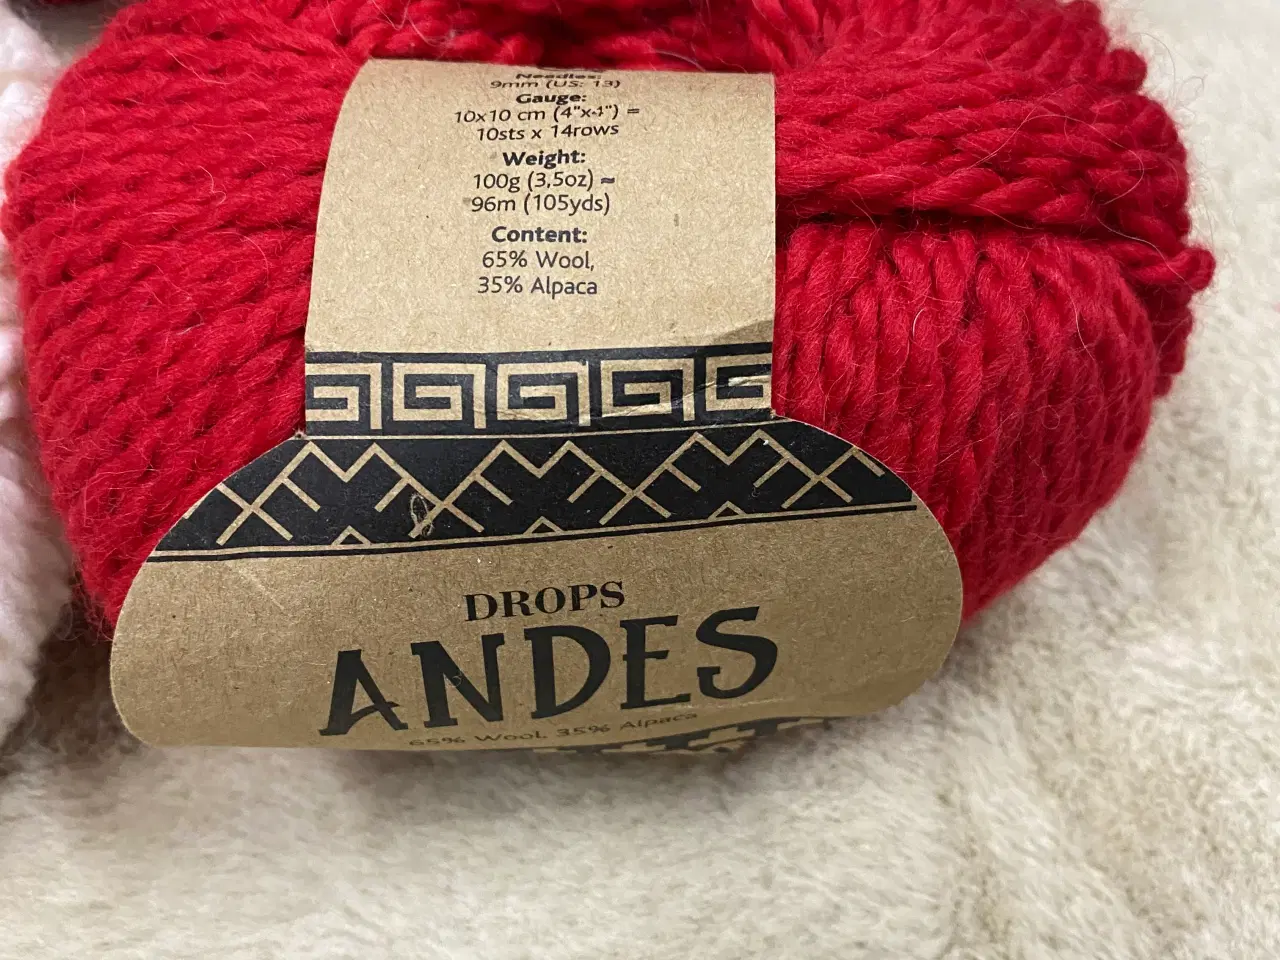 Needles:
9mm (US: 13)
Gauge:
10x10 cm (4"x4") =
10sts x 14rows
Weight:
100g (3,5oz) ≈
96m (105yds)
Content:
65% Wool,
35% Alpaca
DROPS
ANDES
65% Wool, 35% Alpaca